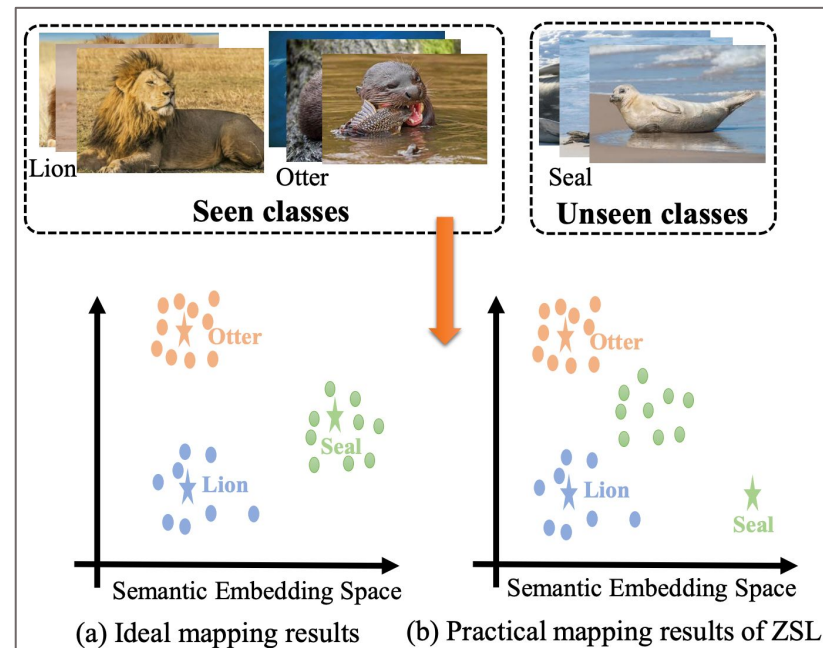 Lion
Otter
Seal
Seen classes
Unseen classes
Otter
Seal
Lion
Semantic Embedding Space
(a) Ideal mapping results
Otter
Lion
Seal
Semantic Embedding Space
(b) Practical mapping results of ZSL